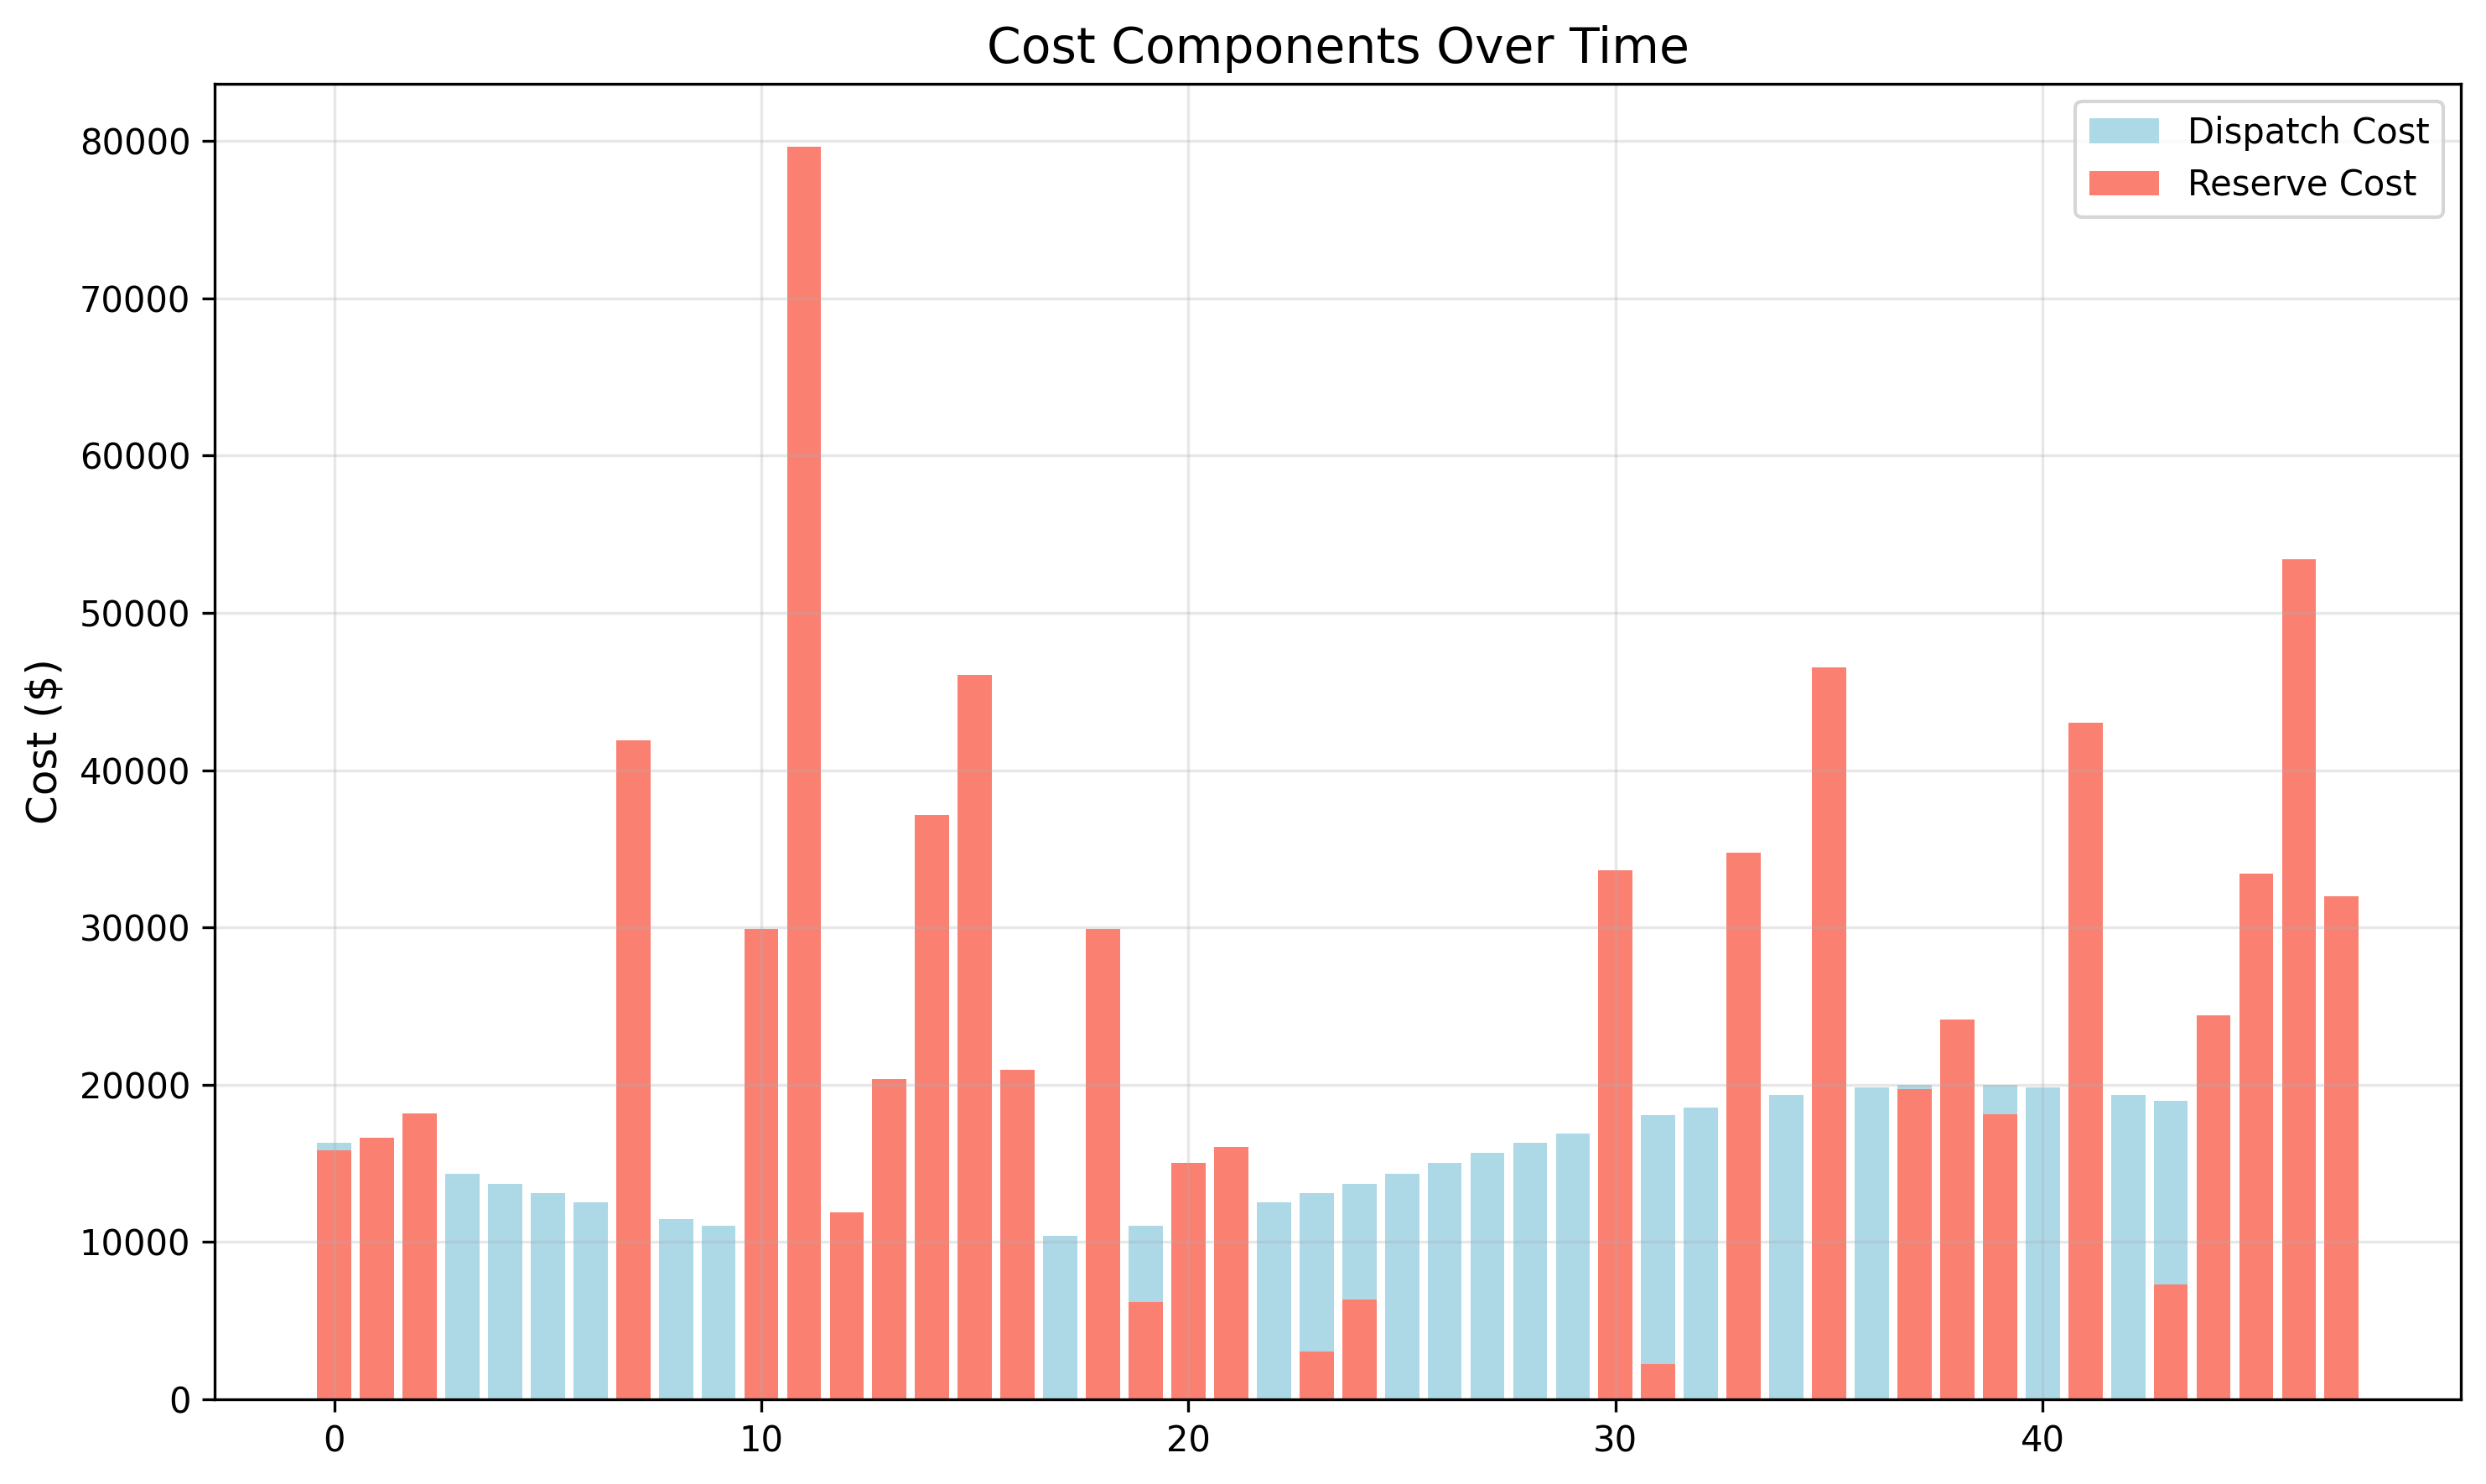 Cost Components Over Time
Dispatch Cost
Reserve Cost
Cost ($)
80000
70000
60000
50000
40000
30000
20000
10000
0
0 10 20 30 40